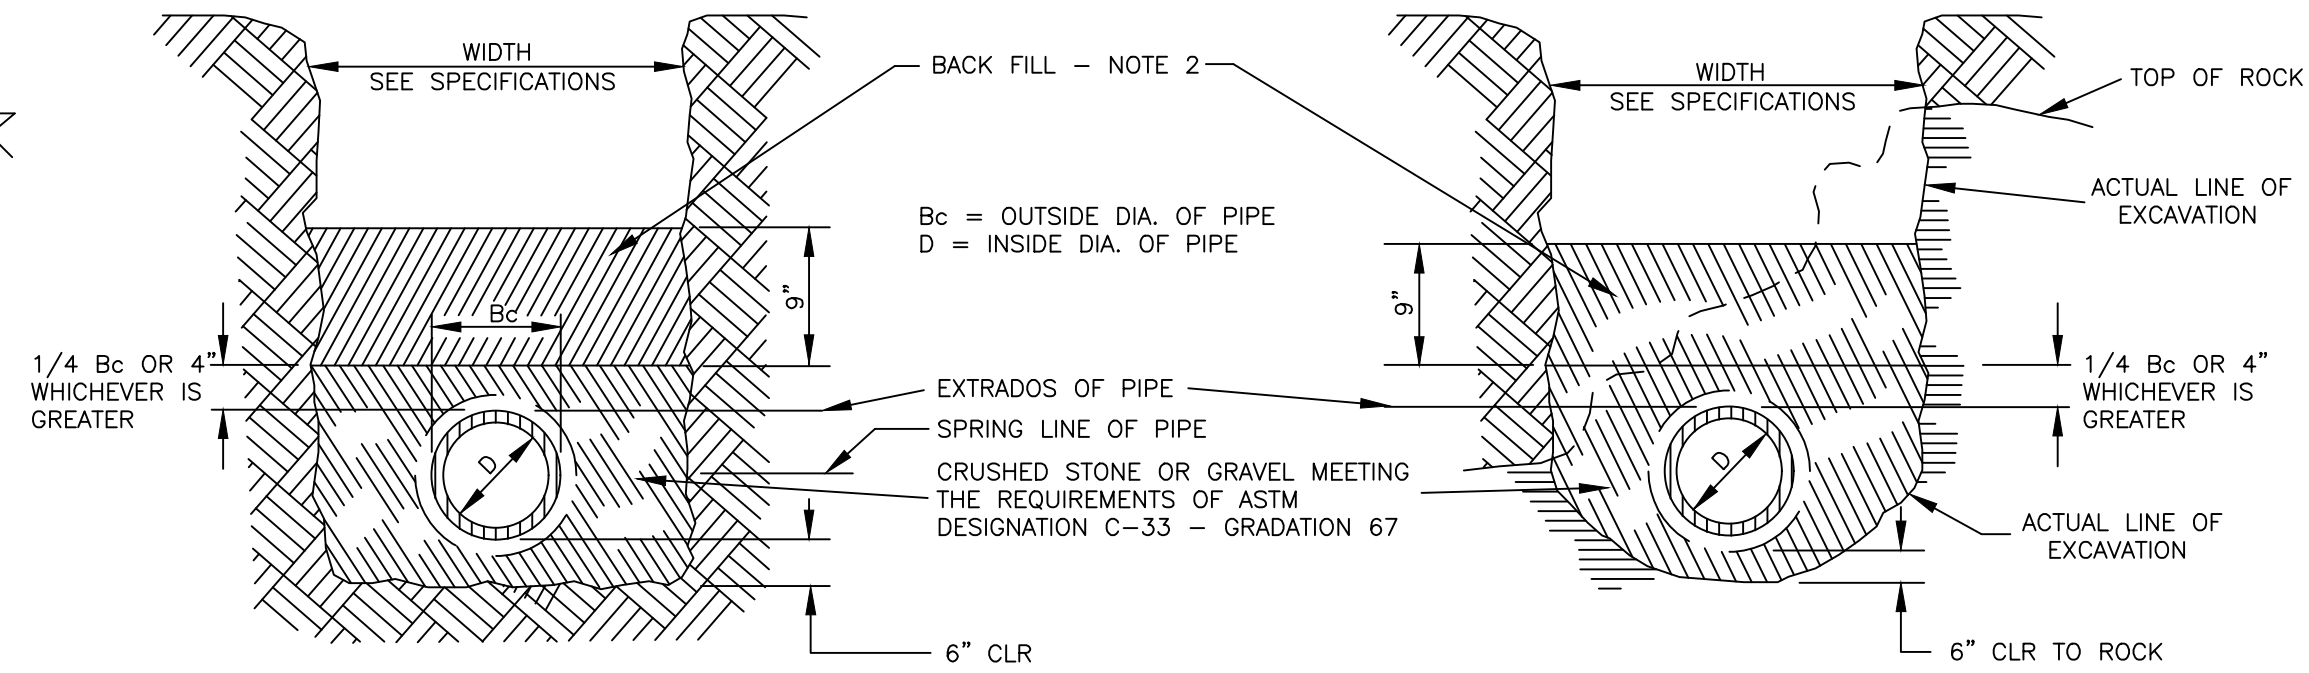 WIDTH
SEE SPECIFICATIONS
BACK FILL – NOTE 2
WIDTH
SEE SPECIFICATIONS
TOP OF ROCK
Bc = OUTSIDE DIA. OF PIPE
D = INSIDE DIA. OF PIPE
ACTUAL LINE OF
EXCAVATION
9”
9”
Bc
1/4 Bc OR 4”
WHICHEVER IS
GREATER
1/4 Bc OR 4”
WHICHEVER IS
GREATER
EXTRADOS OF PIPE
SPRING LINE OF PIPE
D
D
CRUSHED STONE OR GRAVEL MEETING
THE REQUIREMENTS OF ASTM
DESIGNATION C–33 – GRADATION 67
ACTUAL LINE OF
EXCAVATION
6” CLR
6” CLR TO ROCK